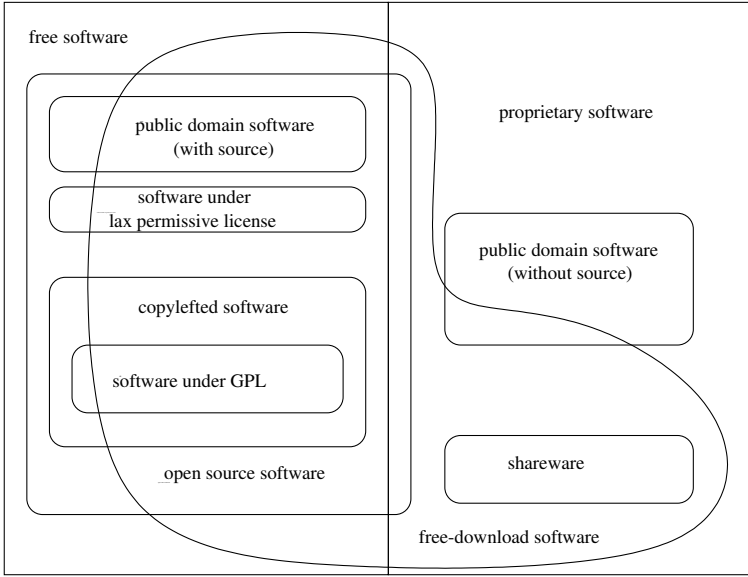 free software
public domain software
(with source)
software under
lax permissive license
copylefted software
software under GPL
open source software
proprietary software
public domain software
(without source)
shareware
free-download software